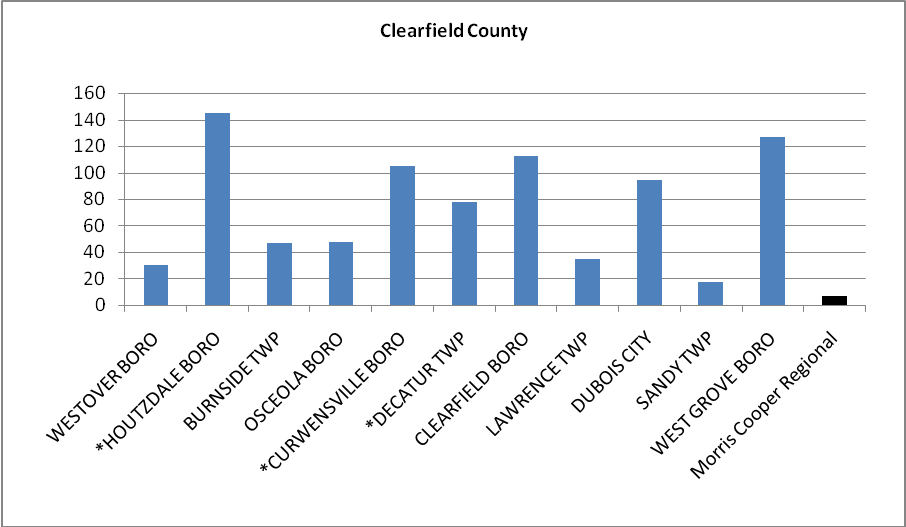 Clearfield County
160
140
120
100
80
60
40
20
0
WESTOVER BORO
*HOUTZDALE BORO
BURNSIDE TWP
OSCEOLA BORO
*CURWENSVILLE BORO
*DECATUR TWP
CLEARFIELD BORO
LAWRENCE TWP
DUBOIS CITY
SANDY TWP
WEST GROVE BORO
Morris Cooper Regional